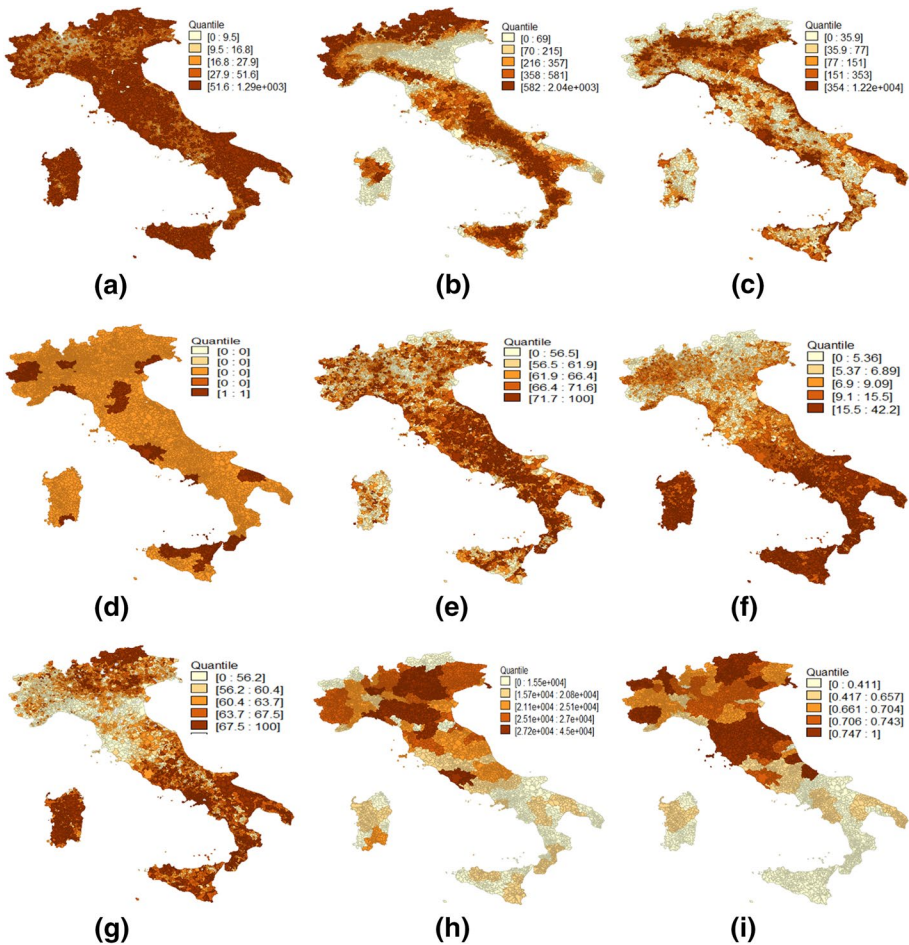 Quantile
[0 : 9.5]
[9.5 : 16.8]
[16.8 : 27.9]
[27.9 : 51.6]
[51.6 : 1.29e+003]
(a)
Quantile
[0 : 69]
[70 : 215]
[216 : 357]
[358 : 581]
[582 : 2.04e+003]
(b)
Quantile
[0 : 35.9]
[35.9 : 77]
[77 : 151]
[151 : 353]
[354 : 1.22e+004]
(c)
Quantile
[0 : 0]
[0 : 0]
[0 : 0]
[0 : 0]
[1 : 1]
(d)
Quantile
[0 : 56.5]
[56.5 : 61.9]
[61.9 : 66.4]
[66.4 : 71.6]
[71.7 : 100]
(e)
Quantile
[0 : 5.36]
[5.37 : 6.89]
[6.9 : 9.09]
[9.1 : 15.5]
[15.5 : 42.2]
(f)
Quantile
[0 : 56.2]
[56.2 : 60.4]
[60.4 : 63.7]
[63.7 : 67.5]
[67.5 : 100]
(g)
Quantile
[0 : 1.55e+004]
[1.57e+004 : 2.08e+004]
[2.11e+004 : 2.51e+004]
[2.51e+004 : 2.7e+004]
[2.72e+004 : 4.5e+004]
(h)
Quantile
[0 : 0.411]
[0.417 : 0.657]
[0.661 : 0.704]
[0.706 : 0.743]
[0.747 : 1]
(i)